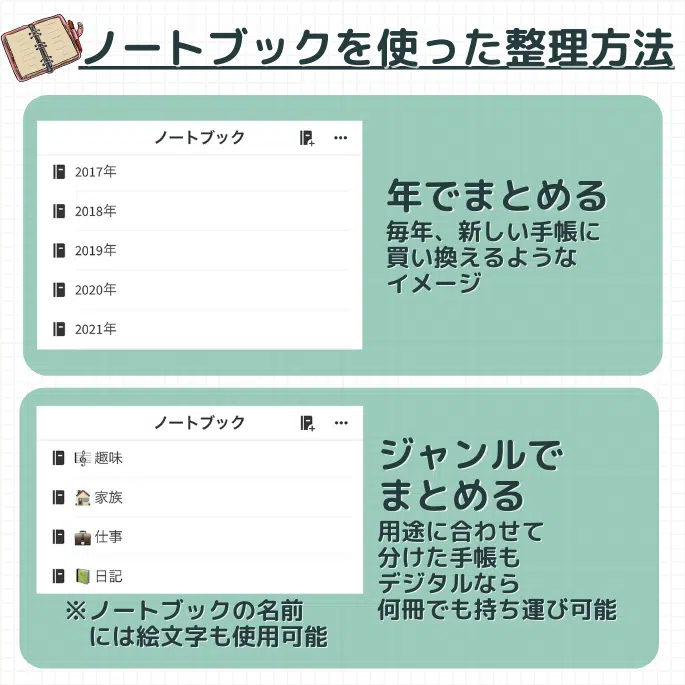 ノートブックを使った整理方法
ノートブック
2017年
2018年
2019年
2020年
2021年
年でまとめる
毎年、新しい手帳に
買い換えるような
イメージ
ノートブック
趣味
家族
仕事
日記
※ノートブックの名前
には絵文字も使用可能
ジャンルで
まとめる
用途に合わせて
分けた手帳も
デジタルなら
何冊でも持ち運び可能